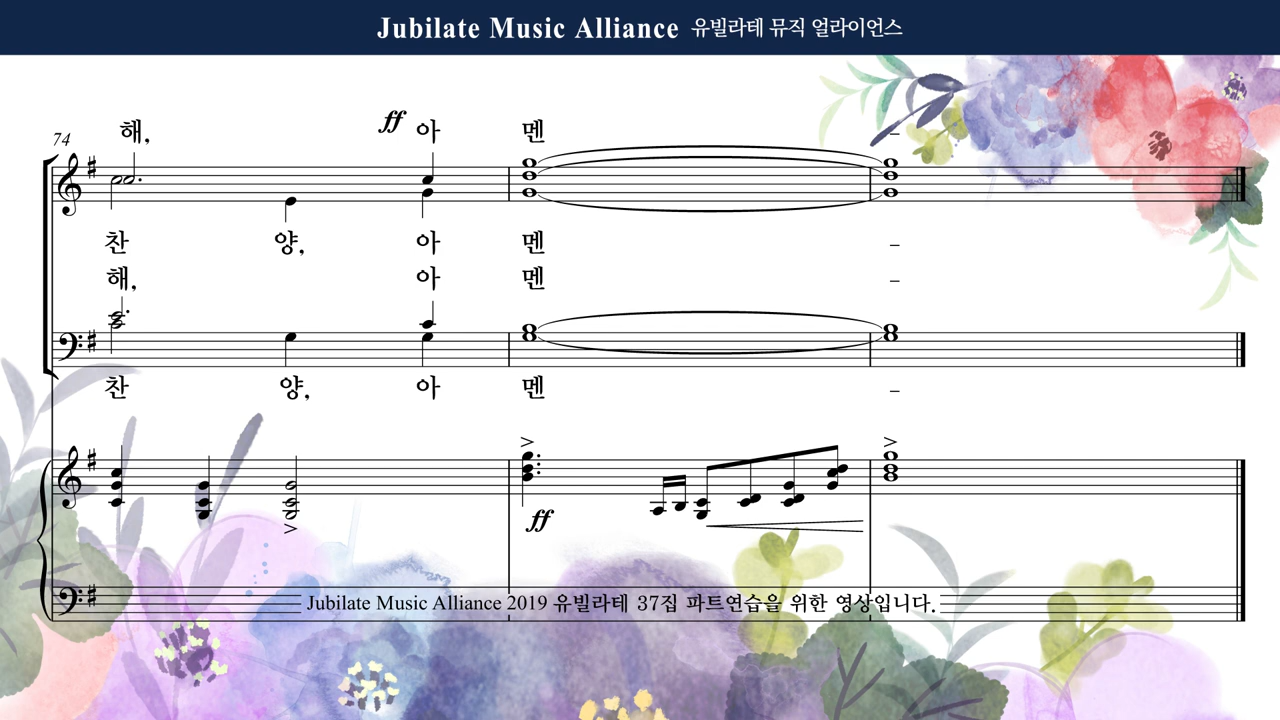 Jubilate Music Alliance 유빌라테 뮤직 얼라이언스
74
해, ff 아 멘 -
찬 양, 아 멘 -
해, 아 멘 -
찬 양, 아 멘 -
ff
Jubilate Music Alliance 2019 유빌라테 37집 파트연습을 위한 영상입니다.